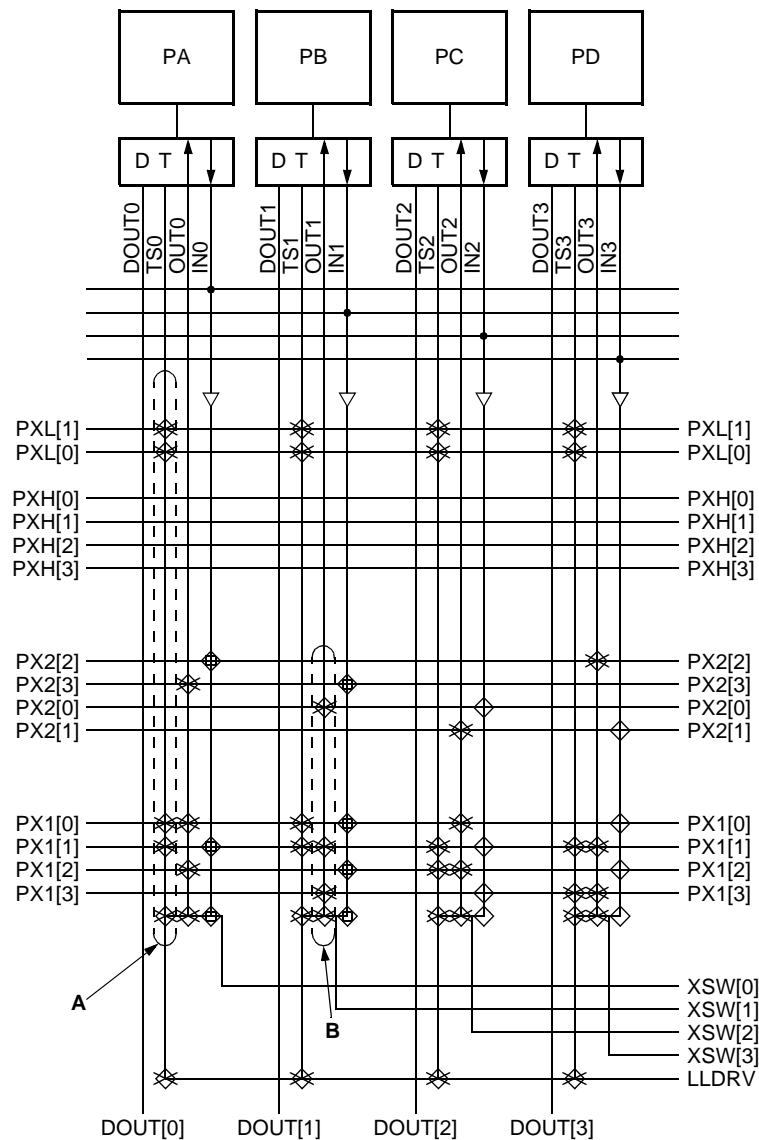 PA PB PC PD
D T D T D T D T
DOUT0 TS0 OUT0 IN0 DOUT1 TS1 OUT1 IN1 DOUT2 TS2 OUT2 IN2 DOUT3 TS3 OUT3 IN3
PXL[1] PXL[1]
PXL[0] PXL[0]
PXH[0] PXH[0]
PXH[1] PXH[1]
PXH[2] PXH[2]
PXH[3] PXH[3]
PX2[2] PX2[2]
PX2[3] PX2[3]
PX2[0] PX2[0]
PX2[1] PX2[1]
PX1[0] PX1[0]
PX1[1] PX1[1]
PX1[2] PX1[2]
PX1[3] PX1[3]
XSW[0]
A
XSW[1]
B
XSW[2]
XSW[3]
LLDRV
DOUT[0] DOUT[1] DOUT[2] DOUT[3]